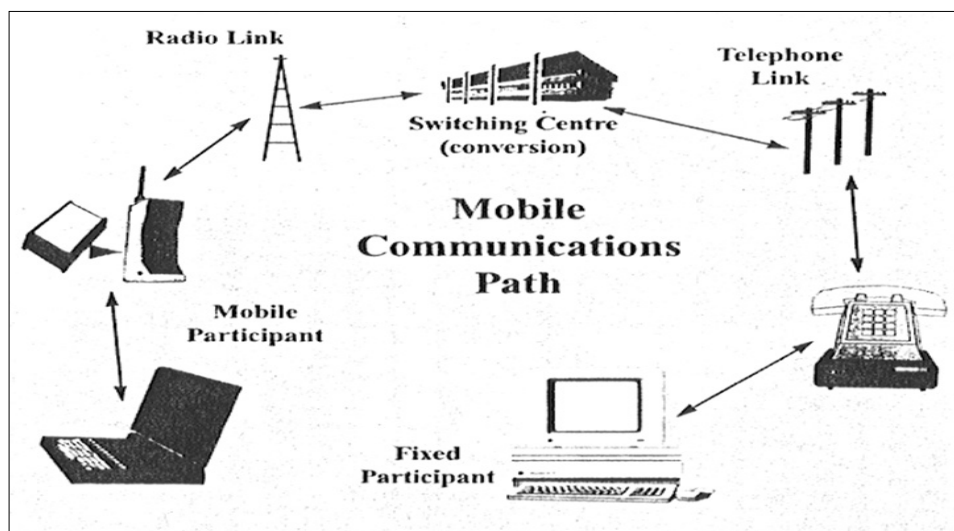 Radio Link
Telephone
Link
Switching Centre
(conversion)
Mobile
Communications
Path
Mobile
Participant
Fixed
Participant